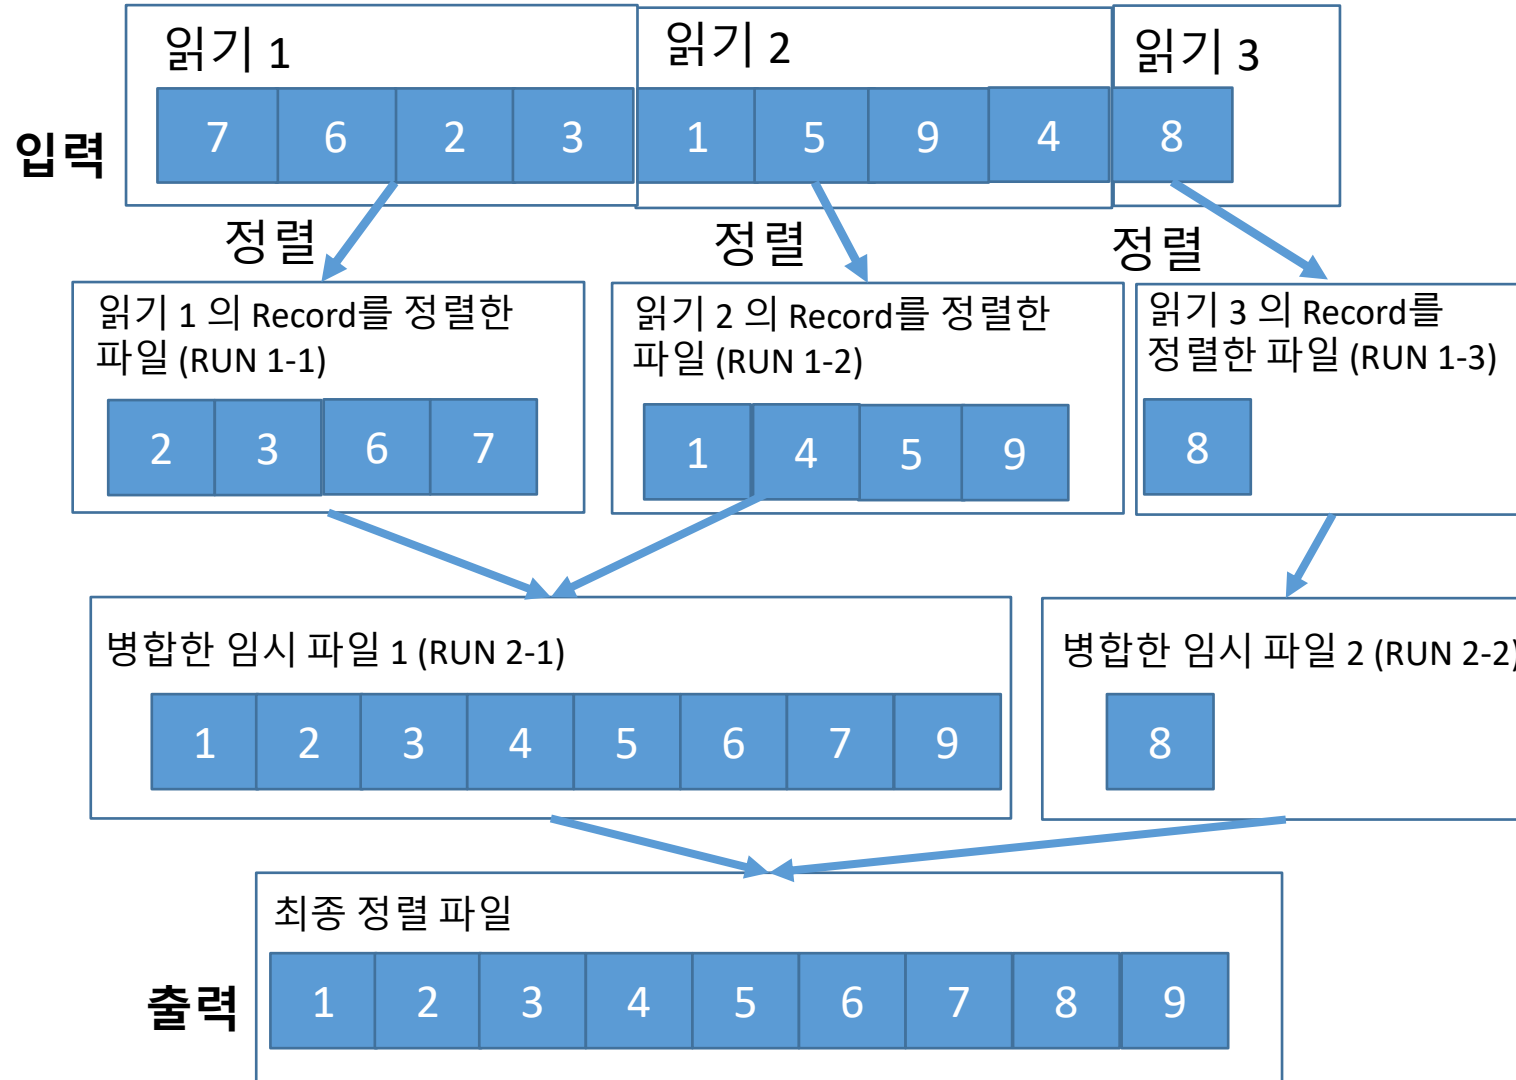 읽기 1
읽기 2
읽기 3
입력
7 6 2 3 1 5 9 4 8
정렬
정렬
정렬
읽기 1 의 Record를 정렬한
파일 (RUN 1-1)
2 3 6 7
읽기 2 의 Record를 정렬한
파일 (RUN 1-2)
1 4 5 9
읽기 3 의 Record를
정렬한 파일 (RUN 1-3)
8
병합한 임시 파일 1 (RUN 2-1)
1 2 3 4 5 6 7 9
병합한 임시 파일 2 (RUN 2-2)
8
최종 정렬 파일
출력
1 2 3 4 5 6 7 8 9